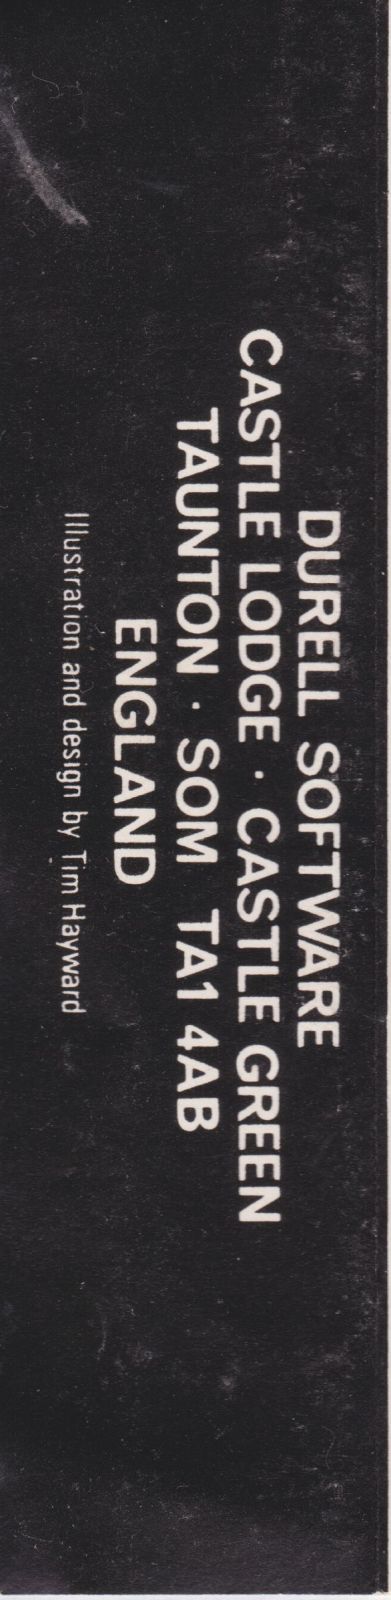 DURELL SOFTWARE
CASTLE LODGE · CASTLE GREEN
TAUNTON · SOM TA1 4AB
ENGLAND
Illustration and design by Tim Hayward